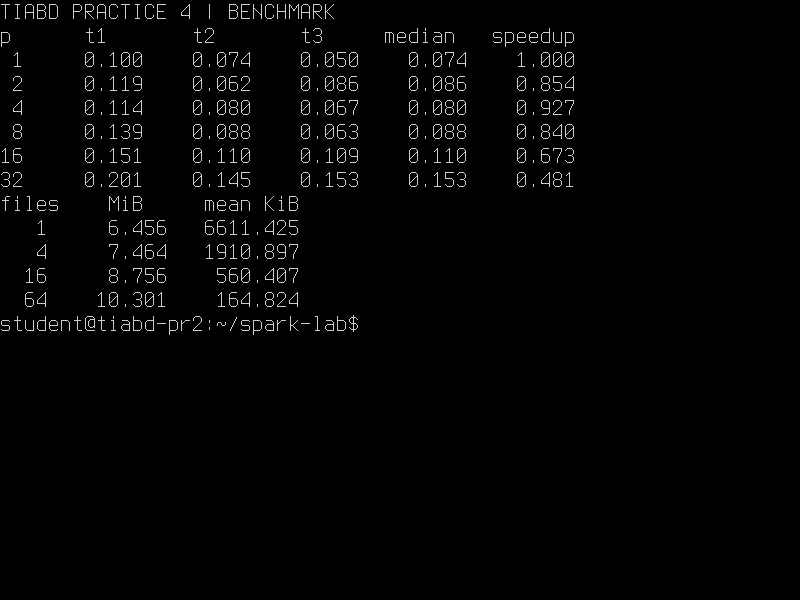 TIABD PRACTICE 4 | BENCHMARK
p      t1       t2       t3     median   speedup
 1     0.100    0.074    0.050    0.074    1.000
 2     0.119    0.062    0.086    0.086    0.854
 4     0.114    0.080    0.067    0.080    0.927
 8     0.139    0.088    0.063    0.088    0.840
16     0.151    0.110    0.109    0.110    0.673
32     0.201    0.145    0.153    0.153    0.481
files    MiB     mean KiB
   1     6.456   6611.425
   4     7.464   1910.897
  16     8.756    560.407
  64    10.301    164.824
student@tiabd-pr2:~/spark-lab$